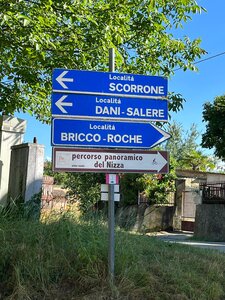 Località
SCORRONE
Località
DANI-SALERE
Località
BRICCO-ROCHE
percorso panoramico
del Nizza